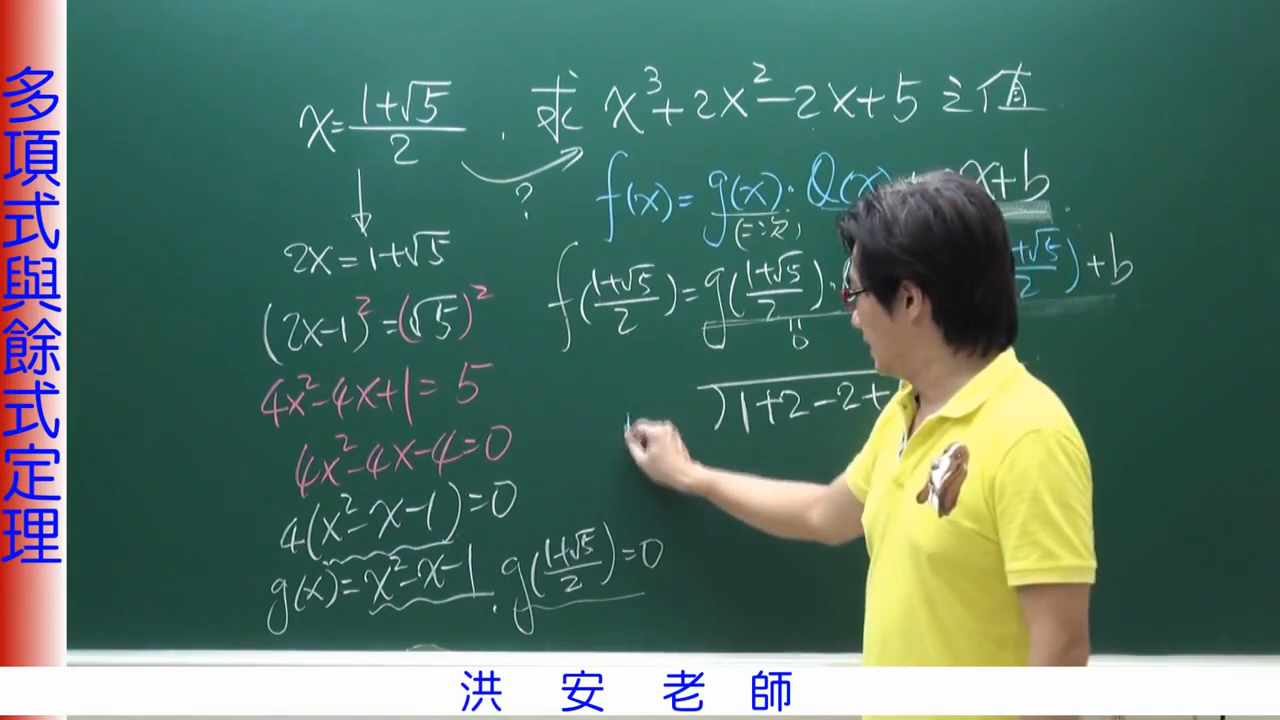 多項式與餘式定理
x=(1+√5)/2 . 求 x³+2x²-2x+5 之值
?
2x=1+√5
(2x-1)²=(√5)²
4x²-4x+1=5
4x²-4x-4=0
4(x²-x-1)=0
g(x)=x²-x-1 . g((1+√5)/2)=0
f(x)=g(x)·Q(x) x+b
(二次)
f((1+√5)/2)=g((1+√5)/2)· +√5 2)+b
0
)1+2-2+
洪安老師